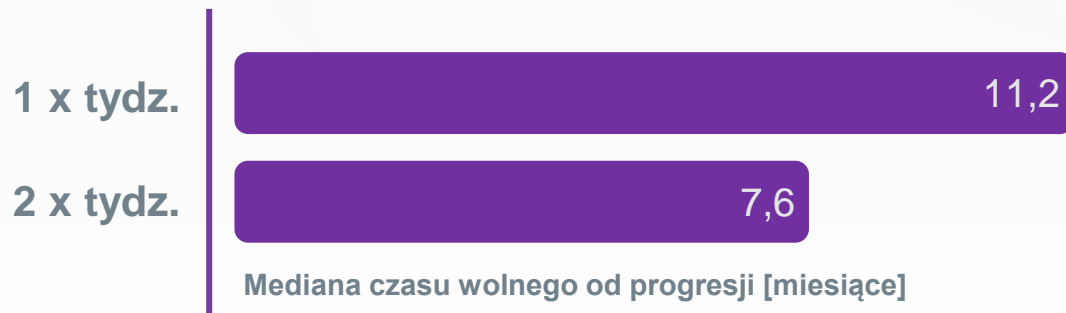 1 x tydz.
11,2
2 x tydz.
7,6
Mediana czasu wolnego od progresji [miesiące]